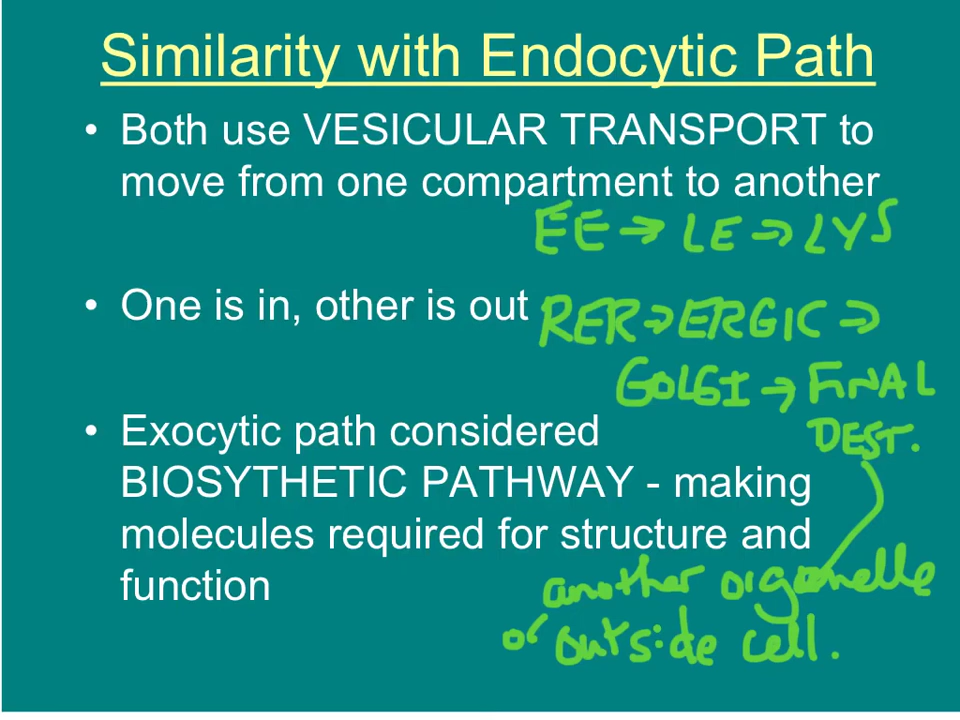 Similarity with Endocytic Path
• Both use VESICULAR TRANSPORT to
move from one compartment to another
EE → LE → LYS
• One is in, other is out
RER → ERGIC →
GOLGI → FINAL
DEST.
• Exocytic path considered
BIOSYTHETIC PATHWAY - making
molecules required for structure and
function
another organelle
or outside cell.